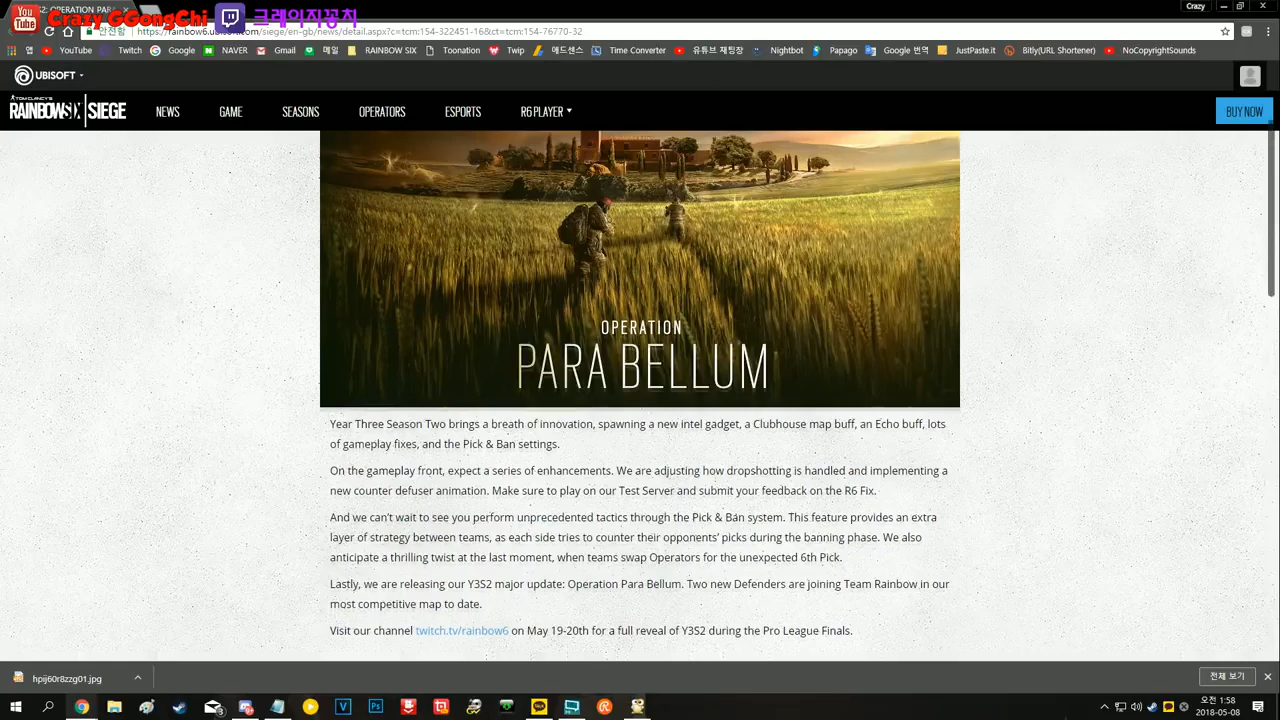 S2: OPERATION PARA
Crazy GGongChi
크레이지꽁치
Crazy
안전함
https://rainbow6.ubisoft.com/siege/en-gb/news/detail.aspx?c=tcm:154-322451-16&ct=tcm:154-76770-32
앱
YouTube
Twitch
Google
NAVER
Gmail
메일
RAINBOW SIX
Toonation
Twip
애드센스
Time Converter
유튜브 재팅창
Nightbot
Papago
Google 번역
JustPaste.it
Bitly(URL Shortener)
NoCopyrightSounds
UBISOFT
TOM CLANCY'S
RAINBOW SIX SIEGE
NEWS
GAME
SEASONS
OPERATORS
ESPORTS
R6 PLAYER
BUY NOW
OPERATION
PARA BELLUM
Year Three Season Two brings a breath of innovation, spawning a new intel gadget, a Clubhouse map buff, an Echo buff, lots
of gameplay fixes, and the Pick & Ban settings.
On the gameplay front, expect a series of enhancements. We are adjusting how dropshotting is handled and implementing a
new counter defuser animation. Make sure to play on our Test Server and submit your feedback on the R6 Fix.
And we can't wait to see you perform unprecedented tactics through the Pick & Ban system. This feature provides an extra
layer of strategy between teams, as each side tries to counter their opponents' picks during the banning phase. We also
anticipate a thrilling twist at the last moment, when teams swap Operators for the unexpected 6th Pick.
Lastly, we are releasing our Y3S2 major update: Operation Para Bellum. Two new Defenders are joining Team Rainbow in our
most competitive map to date.
Visit our channel twitch.tv/rainbow6 on May 19-20th for a full reveal of Y3S2 during the Pro League Finals.
hpij60r8zzg01.jpg
전체 보기
오전 1:58
2018-05-08